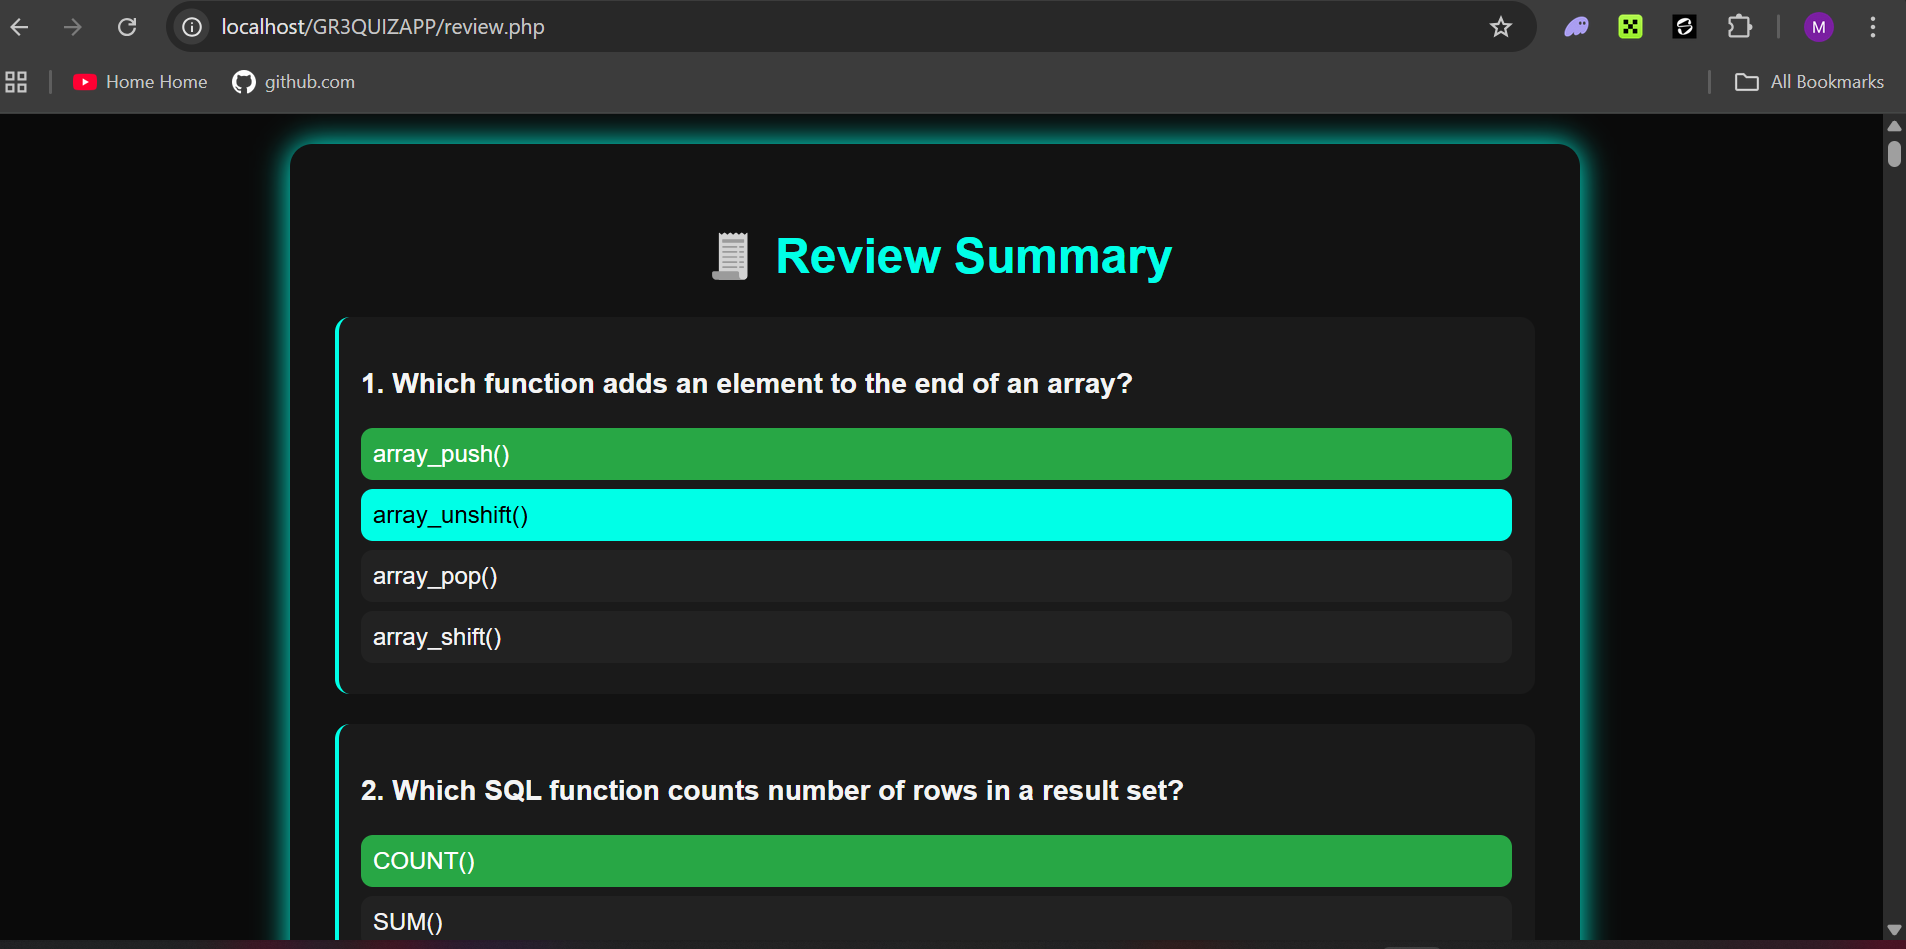 localhost/GR3QUIZAPP/review.php
M
Home Home
github.com
All Bookmarks
Review Summary
1. Which function adds an element to the end of an array?
array_push()
array_unshift()
array_pop()
array_shift()
2. Which SQL function counts number of rows in a result set?
COUNT()
SUM()